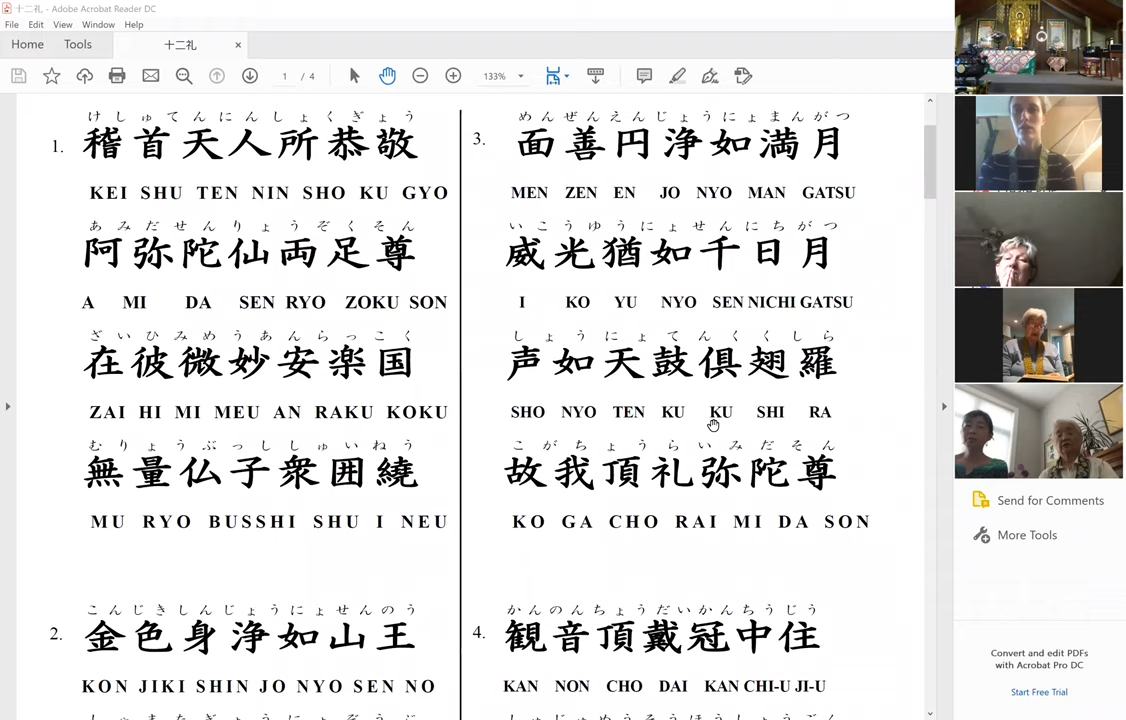 十二礼 - Adobe Acrobat Reader DC
File Edit View Window Help
Home Tools 十二礼 ×
1 / 4 133%
1.
けしゅてんにんしょくぎょう
稽首天人所恭敬
KEI SHU TEN NIN SHO KU GYO
あみだせんりょうぞくそん
阿弥陀仙両足尊
A MI DA SEN RYO ZOKU SON
ざいひみめうあんらっこく
在彼微妙安楽国
ZAI HI MI MEU AN RAKU KOKU
むりょうぶっししゅいねう
無量仏子衆囲繞
MU RYO BUSSHI SHU I NEU
2.
こんじきしんじょうにょせんのう
金色身浄如山王
KON JIKI SHIN JO NYO SEN NO
3.
めんぜんえんじょうにょまんがつ
面善円浄如満月
MEN ZEN EN JO NYO MAN GATSU
いこうゆうにょせんにちがつ
威光猶如千日月
I KO YU NYO SEN NICHI GATSU
しょうにょてんくくしら
声如天鼓倶翅羅
SHO NYO TEN KU KU SHI RA
こがちょうらいみだそん
故我頂礼弥陀尊
KO GA CHO RAI MI DA SON
4.
かんのんちょうだいかんちうじう
観音頂戴冠中住
KAN NON CHO DAI KAN CHI-U JI-U
Send for Comments
More Tools
Convert and edit PDFs
with Acrobat Pro DC
Start Free Trial